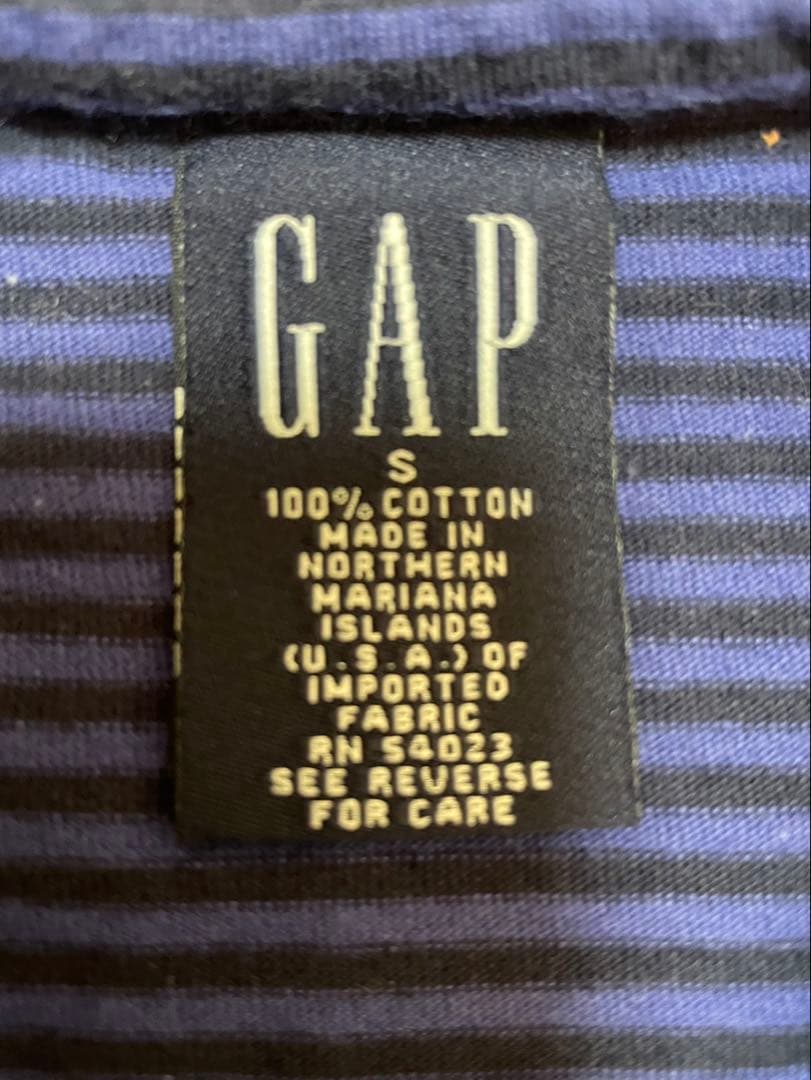 GAP
S
100% COTTON
MADE IN
NORTHERN
MARIANA
ISLANDS
(U.S.A.) OF
IMPORTED
FABRIC
RN 54023
SEE REVERSE
FOR CARE